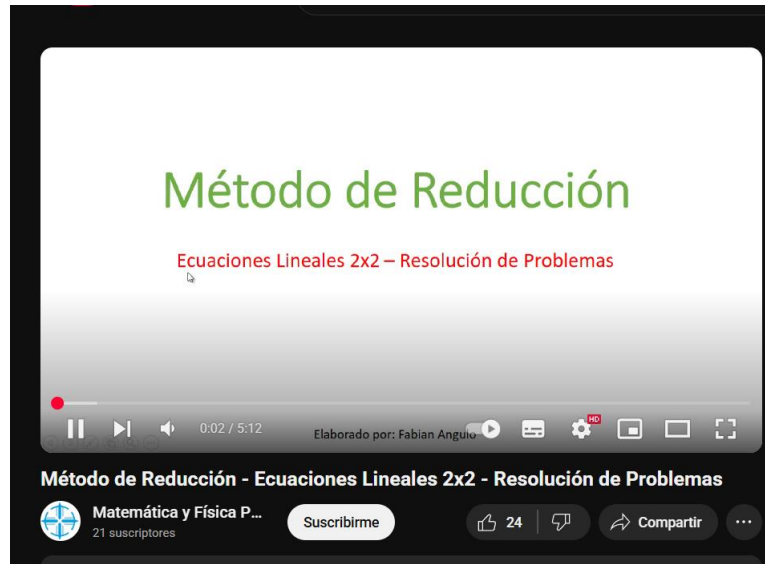 Método de Reducción
Ecuaciones Lineales 2x2 – Resolución de Problemas
0:02 / 5:12
Elaborado por: Fabian Angulo
HD
Método de Reducción - Ecuaciones Lineales 2x2 - Resolución de Problemas
Matemática y Física P...
21 suscriptores
Suscribirme
24
Compartir